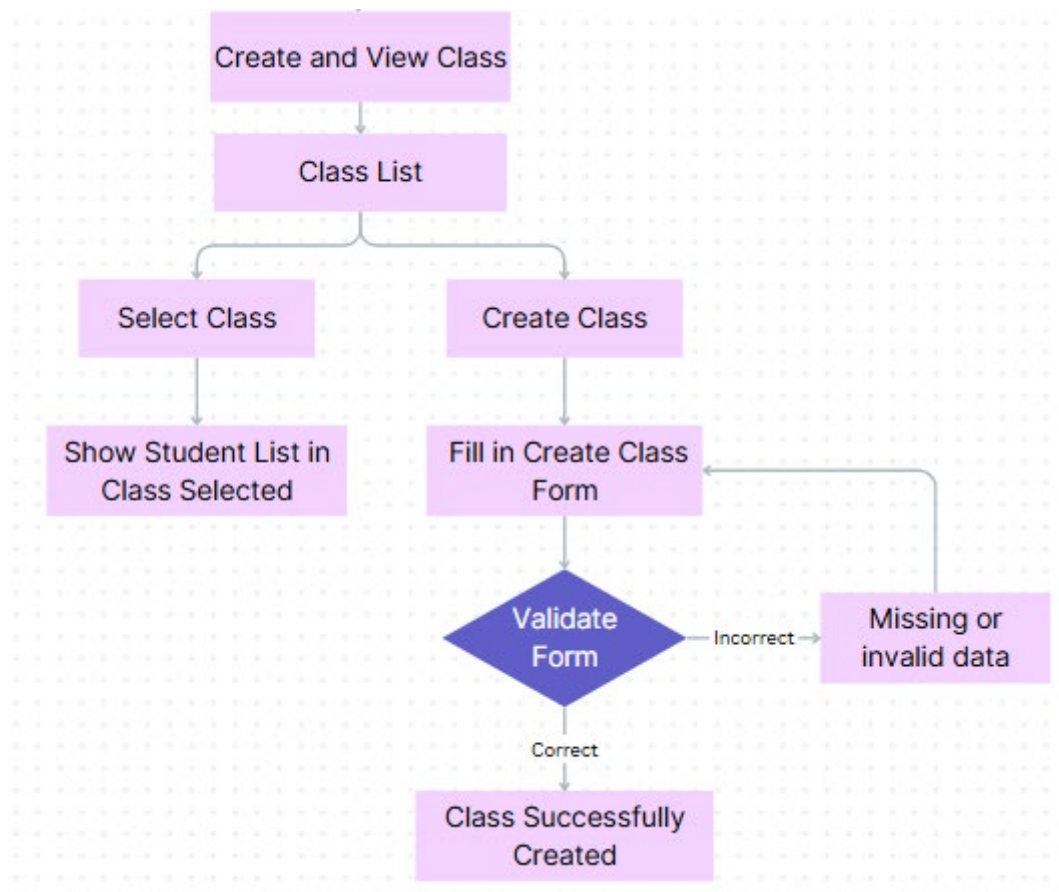 Create and View Class
Class List
Select Class
Create Class
Show Student List in
Class Selected
Fill in Create Class
Form
Validate
Form
Incorrect
Missing or
invalid data
Correct
Class Successfully
Created